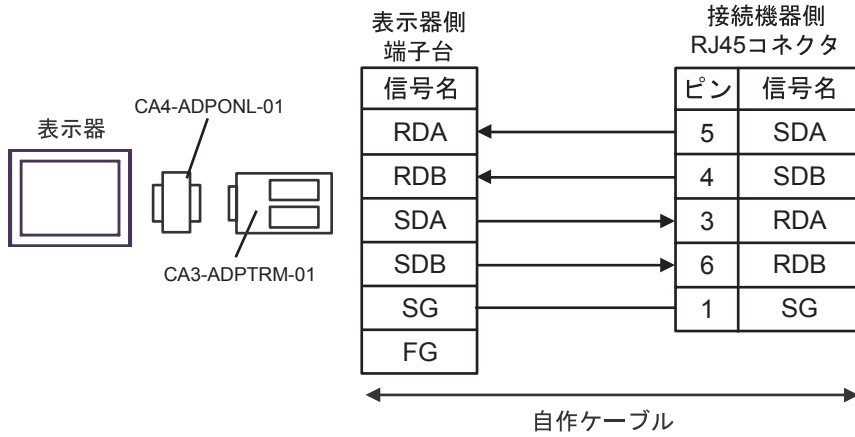 表示器
CA4-ADPONL-01
CA3-ADPTRM-01
表示器側
端子台
信号名
RDA
RDB
SDA
SDB
SG
FG
接続機器側
RJ45コネクタ
ピン 信号名
5 SDA
4 SDB
3 RDA
6 RDB
1 SG
自作ケーブル